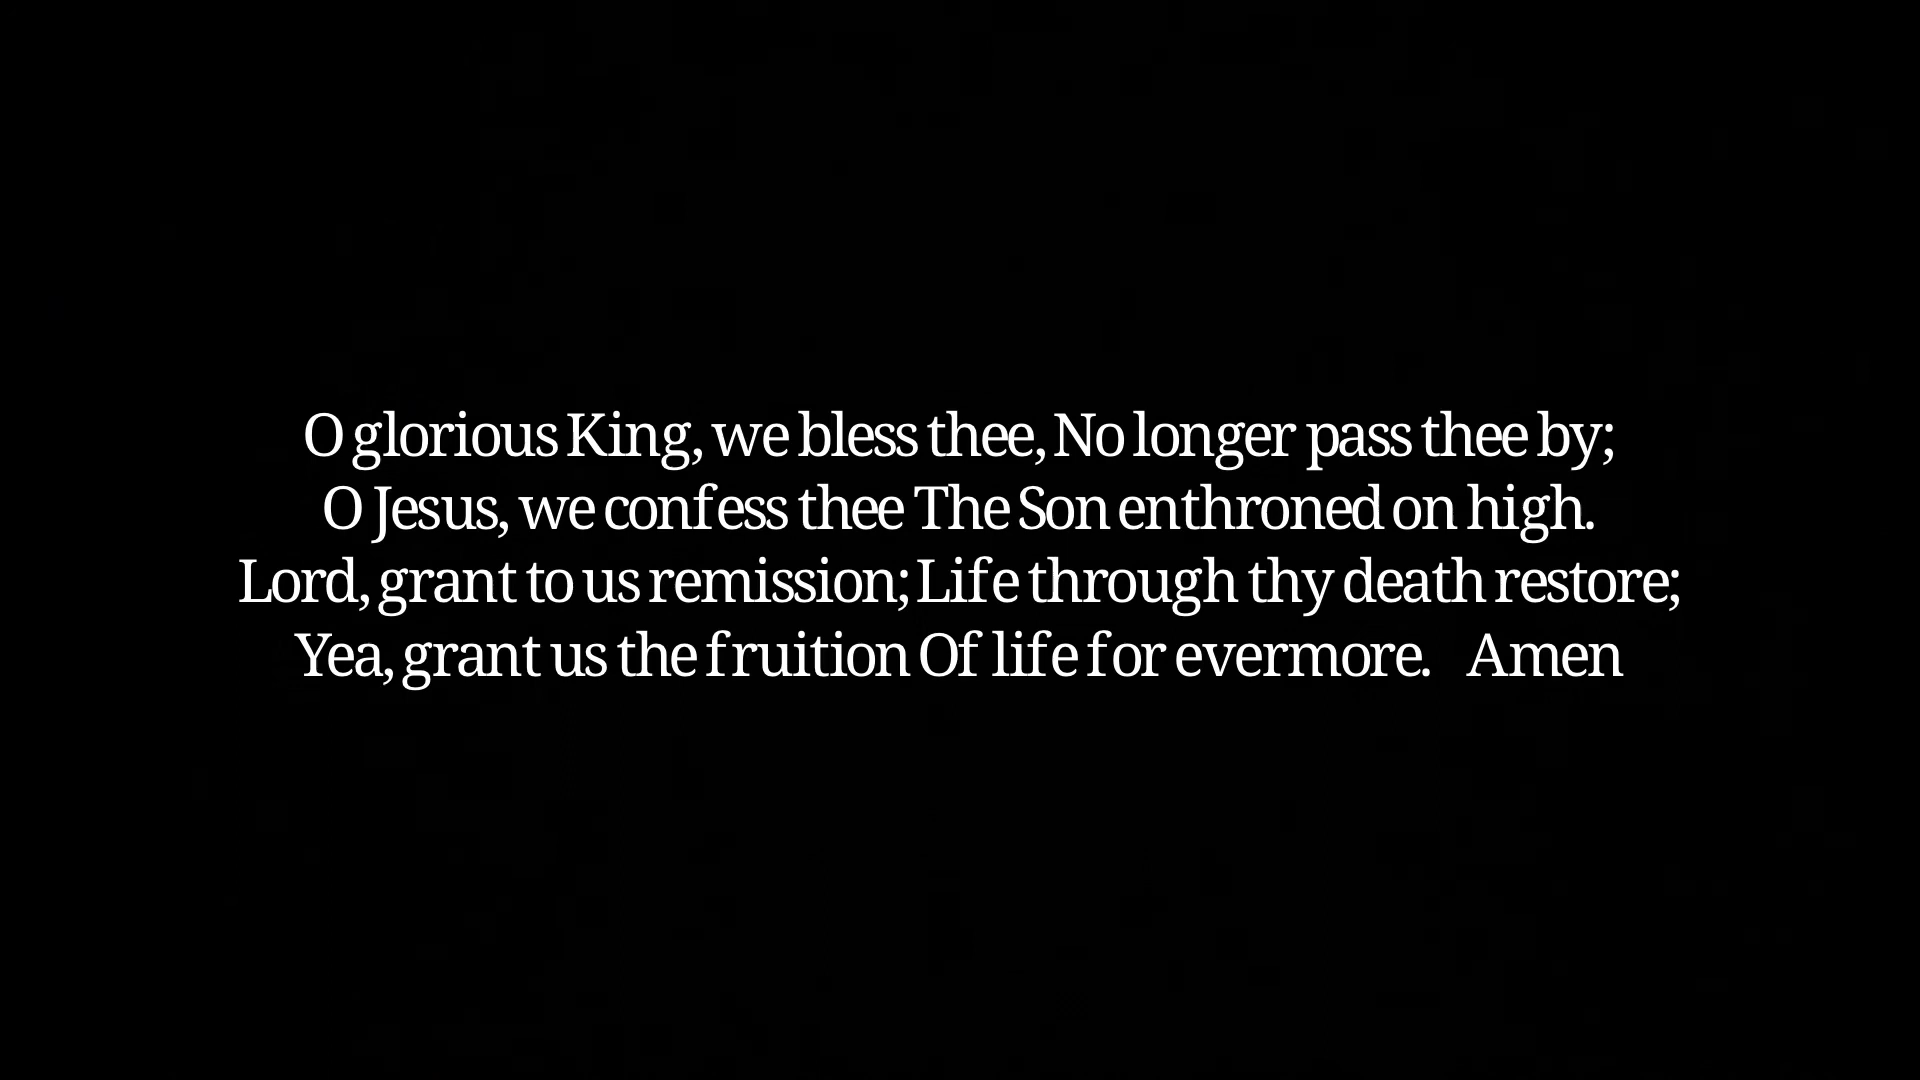 O glorious King, we bless thee, No longer pass thee by;
O Jesus, we confess thee The Son enthroned on high.
Lord, grant to us remission; Life through thy death restore;
Yea, grant us the fruition Of life for evermore. Amen